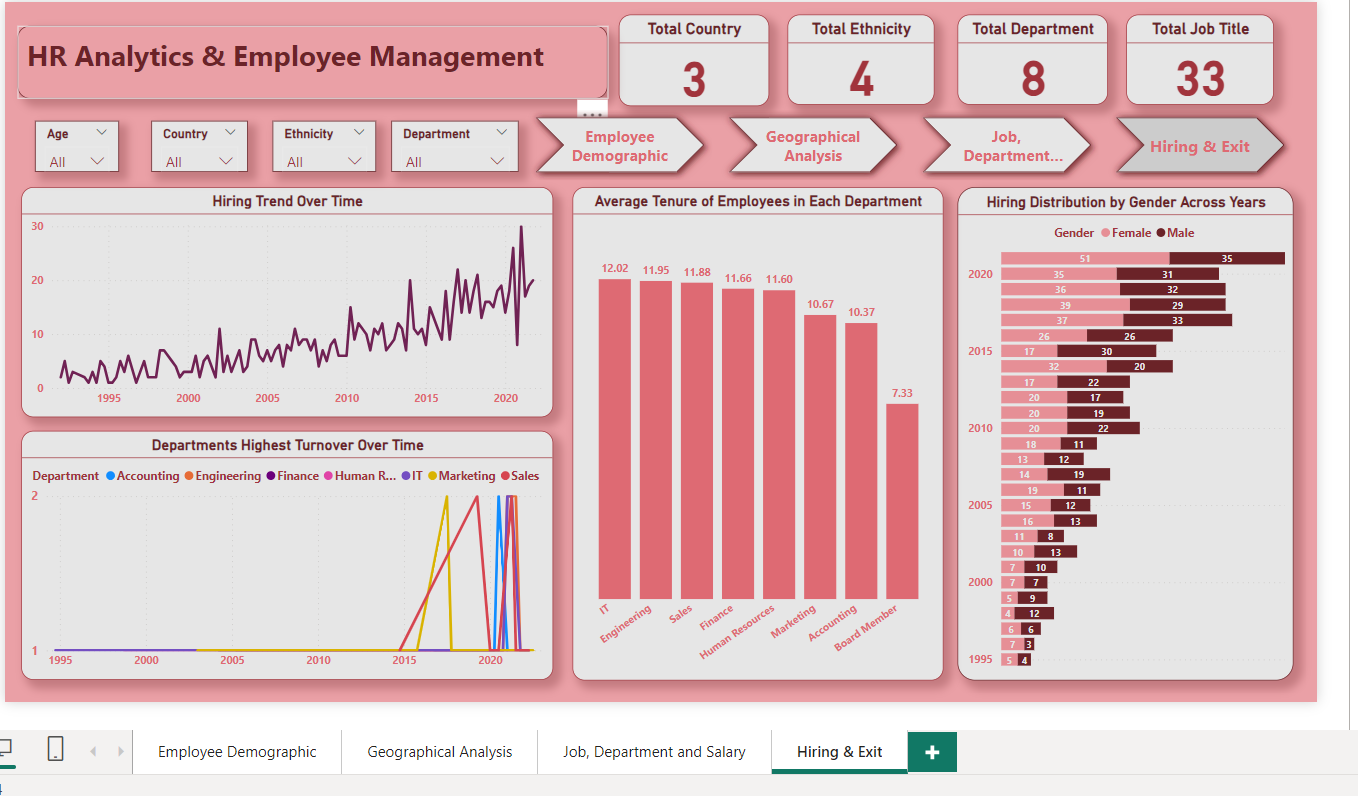 HR Analytics & Employee Management
Total Country
3
Total Ethnicity
4
Total Department
8
Total Job Title
33
Age
All
Country
All
Ethnicity
All
Department
All
Employee
Demographic
Geographical
Analysis
Job,
Department...
Hiring & Exit
Hiring Trend Over Time
30
20
10
0
1995 2000 2005 2010 2015 2020
Departments Highest Turnover Over Time
Department Accounting Engineering Finance Human R... IT Marketing Sales
2
1
1995 2000 2005 2010 2015 2020
Average Tenure of Employees in Each Department
12.02 11.95 11.88 11.66 11.60 10.67 10.37 7.33
IT Engineering Sales Finance Human Resources Marketing Accounting Board Member
Hiring Distribution by Gender Across Years
Gender Female Male
51 35
2020 35 31
36 32
39 29
37 33
26 26
2015 17 30
32 20
17 22
20 17
20 19
2010 20 22
18 11
13 12
14 19
19 11
2005 15 12
16 13
11 8
10 13
7 10
2000 7 7
5 9
4 12
6 6
7 3
1995 5 4
Employee Demographic
Geographical Analysis
Job, Department and Salary
Hiring & Exit